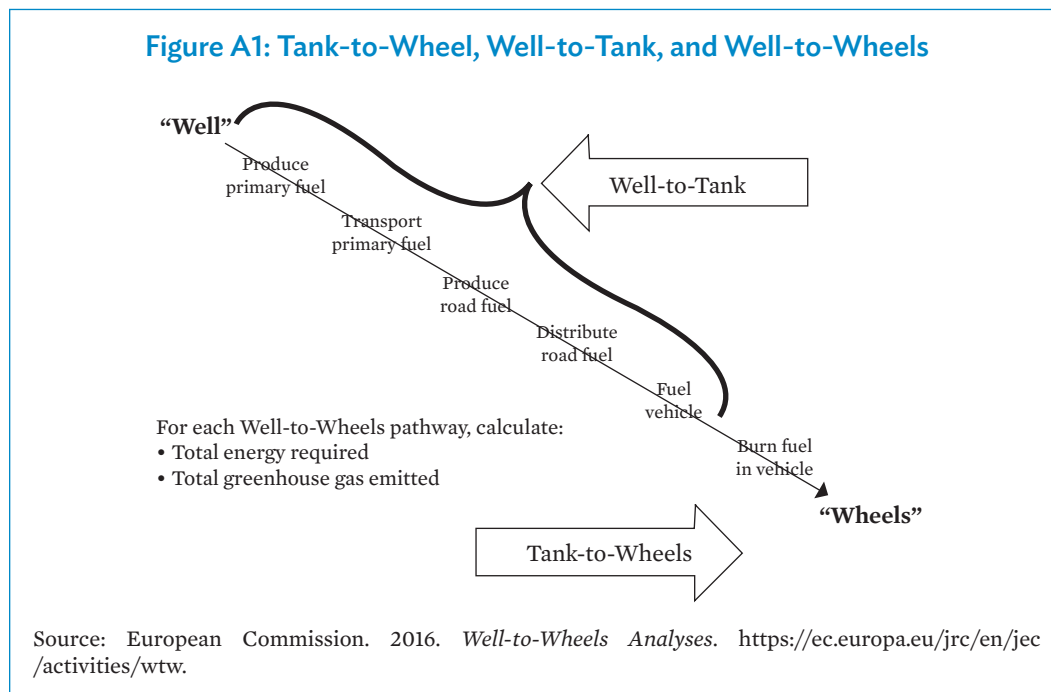 Figure A1: Tank-to-Wheel, Well-to-Tank, and Well-to-Wheels
“Well”
Produce
primary fuel
Well-to-Tank
Transport
primary fuel
Produce
road fuel
Distribute
road fuel
Fuel
vehicle
For each Well-to-Wheels pathway, calculate:
• Total energy required
• Total greenhouse gas emitted
Burn fuel
in vehicle
“Wheels”
Tank-to-Wheels
Source: European Commission. 2016. Well-to-Wheels Analyses. https://ec.europa.eu/jrc/en/jec
/activities/wtw.